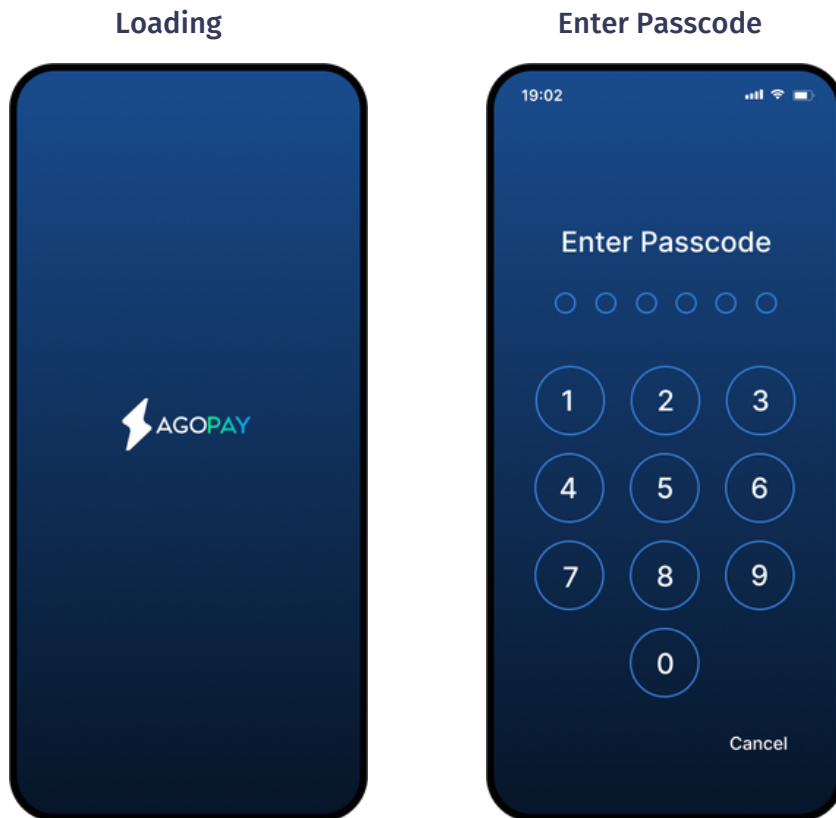 Loading
Enter Passcode
AGOPAY
19:02
Enter Passcode
1 2 3
4 5 6
7 8 9
0
Cancel